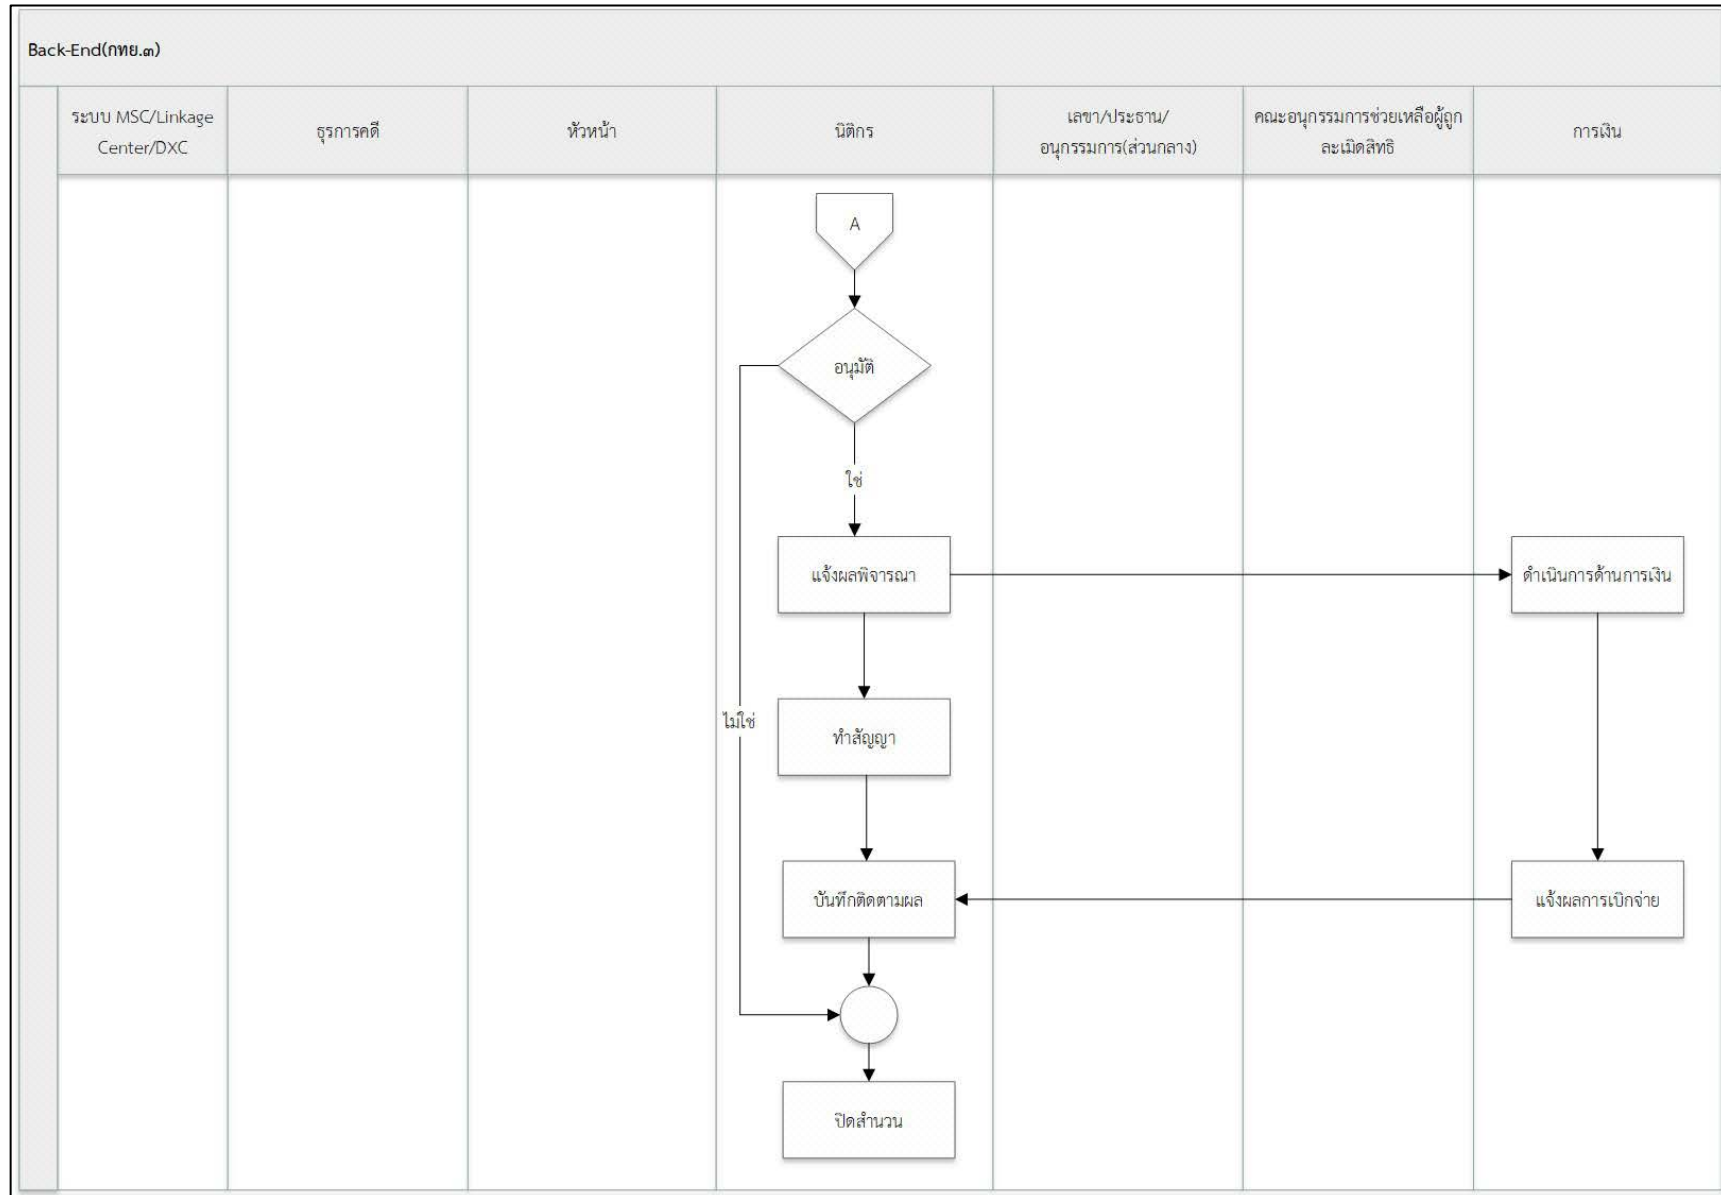 Back-End(กทย.๓)
ระบบ MSC/Linkage
Center/DXC
ธุรการคดี
หัวหน้า
นิติกร
เลขา/ประธาน/
อนุกรรมการ(ส่วนกลาง)
คณะอนุกรรมการช่วยเหลือผู้ถูก
ละเมิดสิทธิ
การเงิน
A
อนุมัติ
ใช่
แจ้งผลพิจารณา
ดำเนินการด้านการเงิน
ไม่ใช่
ทำสัญญา
บันทึกติดตามผล
แจ้งผลการเบิกจ่าย
ปิดสำนวน